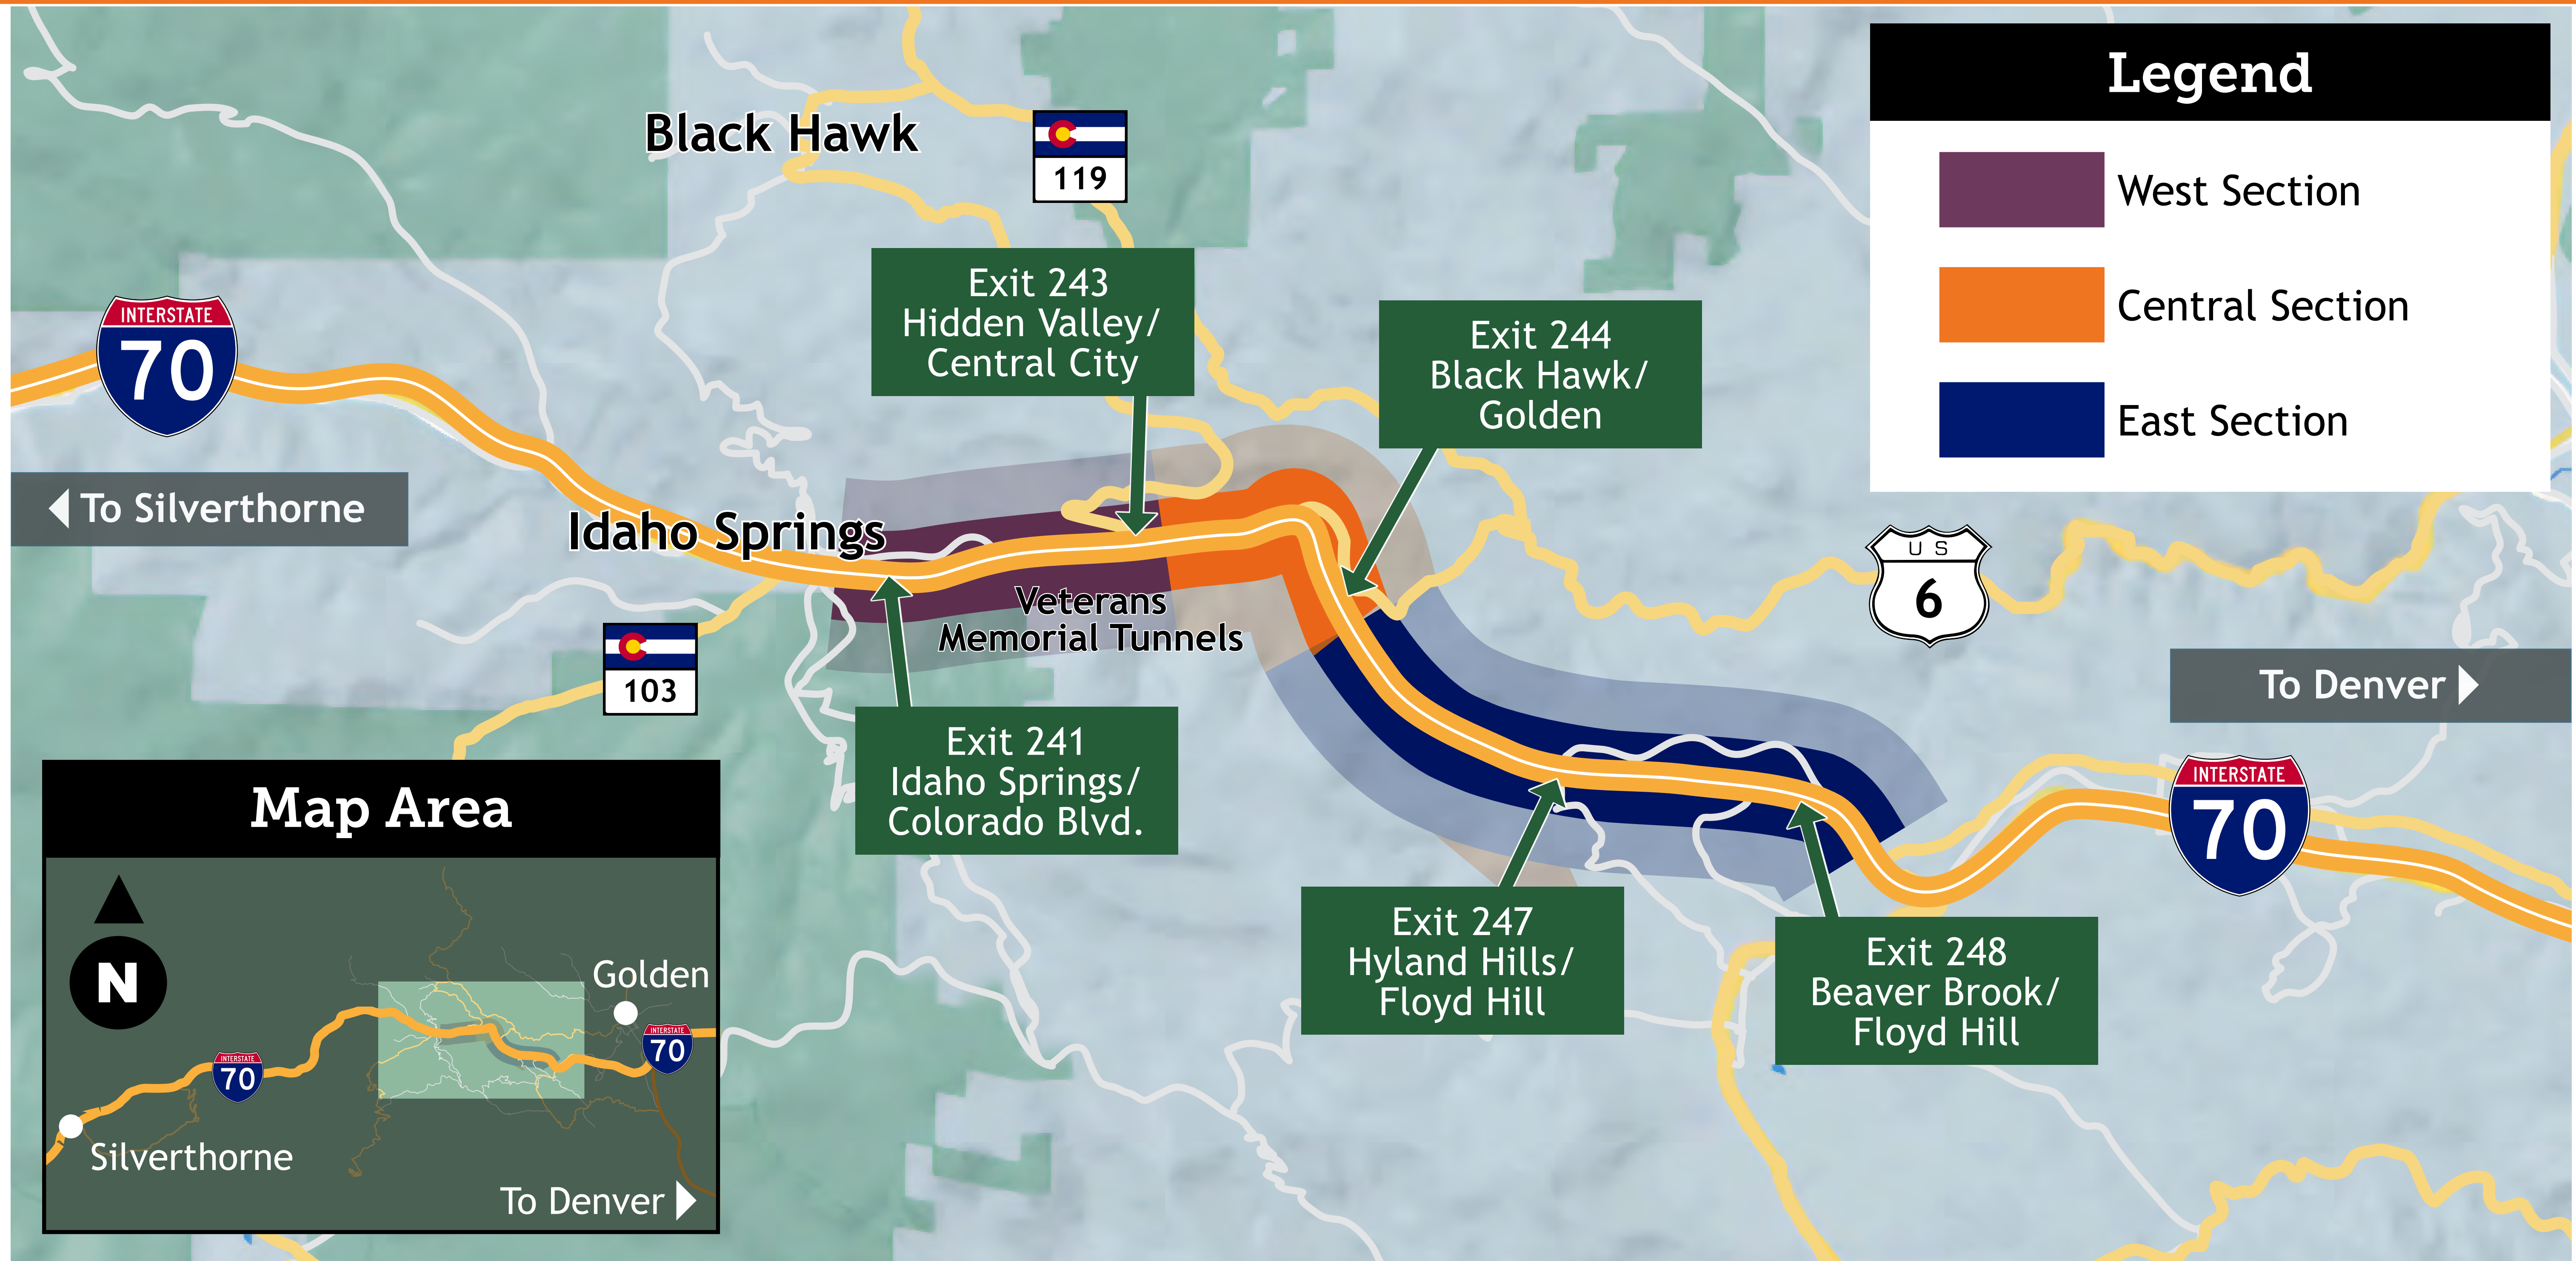 Legend
West Section
Central Section
East Section
Black Hawk
119
Exit 243
Hidden Valley/
Central City
Exit 244
Black Hawk/
Golden
INTERSTATE
70
To Silverthorne
Idaho Springs
Veterans
Memorial Tunnels
US
6
103
To Denver
Exit 241
Idaho Springs/
Colorado Blvd.
INTERSTATE
70
Exit 247
Hyland Hills/
Floyd Hill
Exit 248
Beaver Brook/
Floyd Hill
Map Area
N
Golden
INTERSTATE
70
INTERSTATE
70
Silverthorne
To Denver